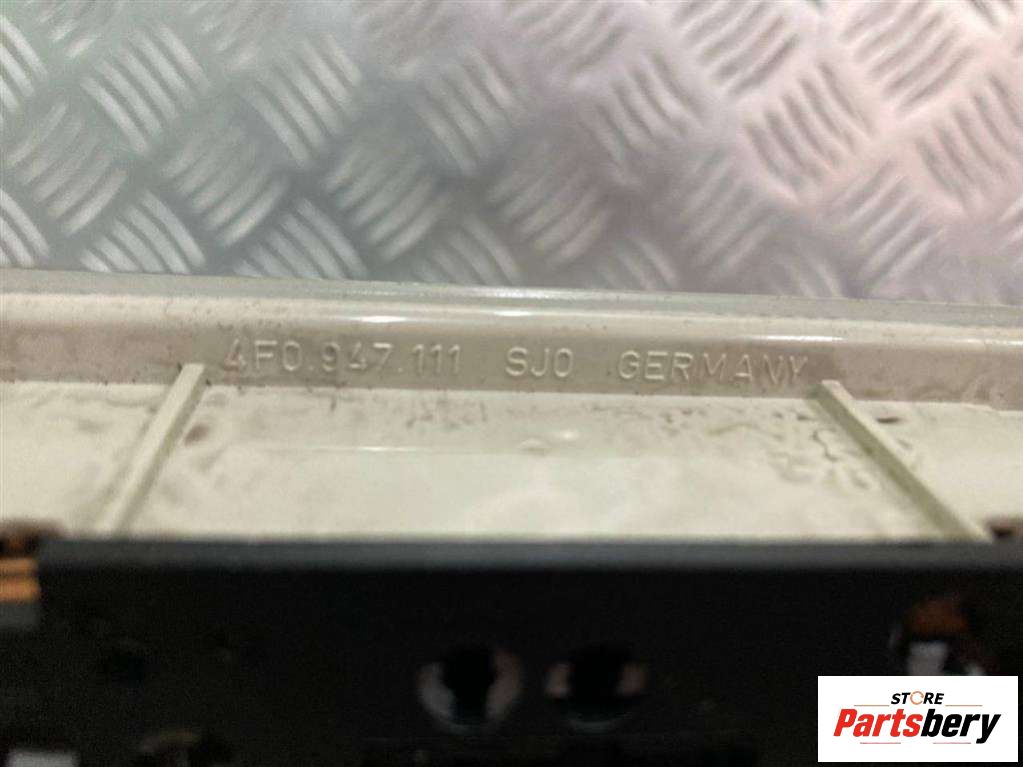 4F0.947.111 SJ0 GERMANY
STORE
Partsbery